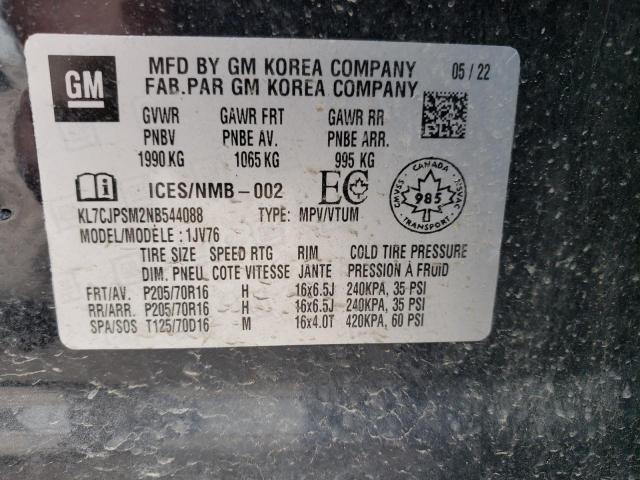 GM
MFD BY GM KOREA COMPANY 05 / 22
FAB.PAR GM KOREA COMPANY
GVWR GAWR FRT GAWR RR
PNBV PNBE AV. PNBE ARR.
1990 KG 1065 KG 995 KG
ICES/NMB-002 EC
CANADA
CMVSS 985 NSVAC
KL7CJPSM2NB544088 TYPE: MPV/VTUM
MODEL/MODÈLE : 1JV76
TIRE SIZE SPEED RTG RIM COLD TIRE PRESSURE
DIM. PNEU COTE VITESSE JANTE PRESSION À FRUID
FRT/AV. P205/70R16 H 16x6.5J 240KPA, 35 PSI
RR/ARR. P205/70R16 H 16x6.5J 240KPA, 35 PSI
SPA/SOS T125/70D16 M 16x4.0T 420KPA, 60 PSI